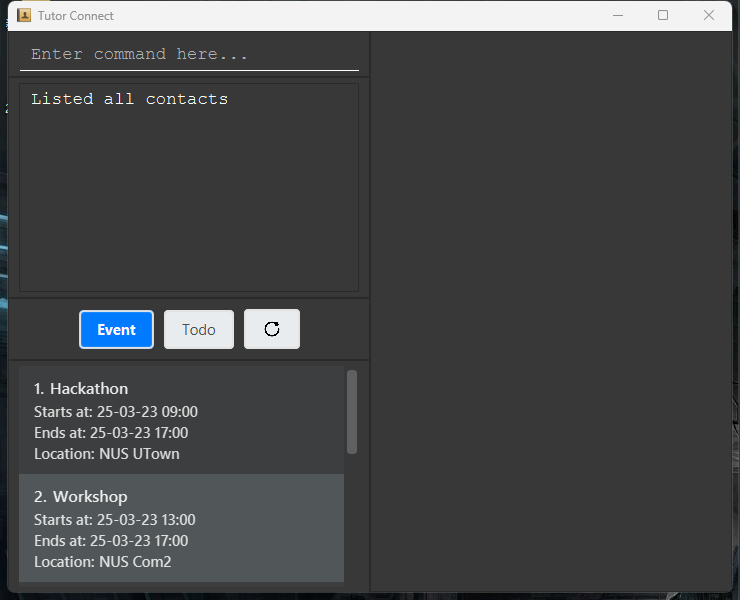 Tutor Connect
Enter command here...
Listed all contacts
Event
Todo
1. Hackathon
Starts at: 25-03-23 09:00
Ends at: 25-03-23 17:00
Location: NUS UTown
2. Workshop
Starts at: 25-03-23 13:00
Ends at: 25-03-23 17:00
Location: NUS Com2